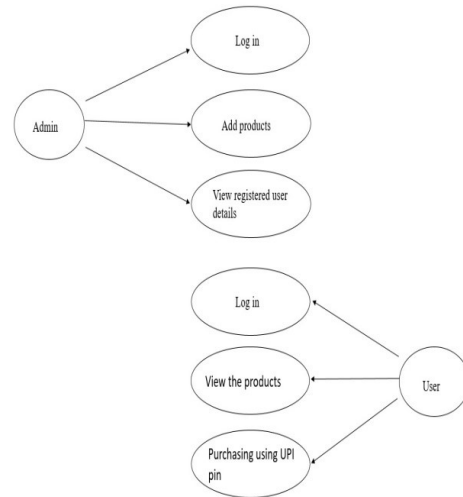 Log in
Admin
Add products
View registered user
details
Log in
View the products
User
Purchasing using UPI
pin